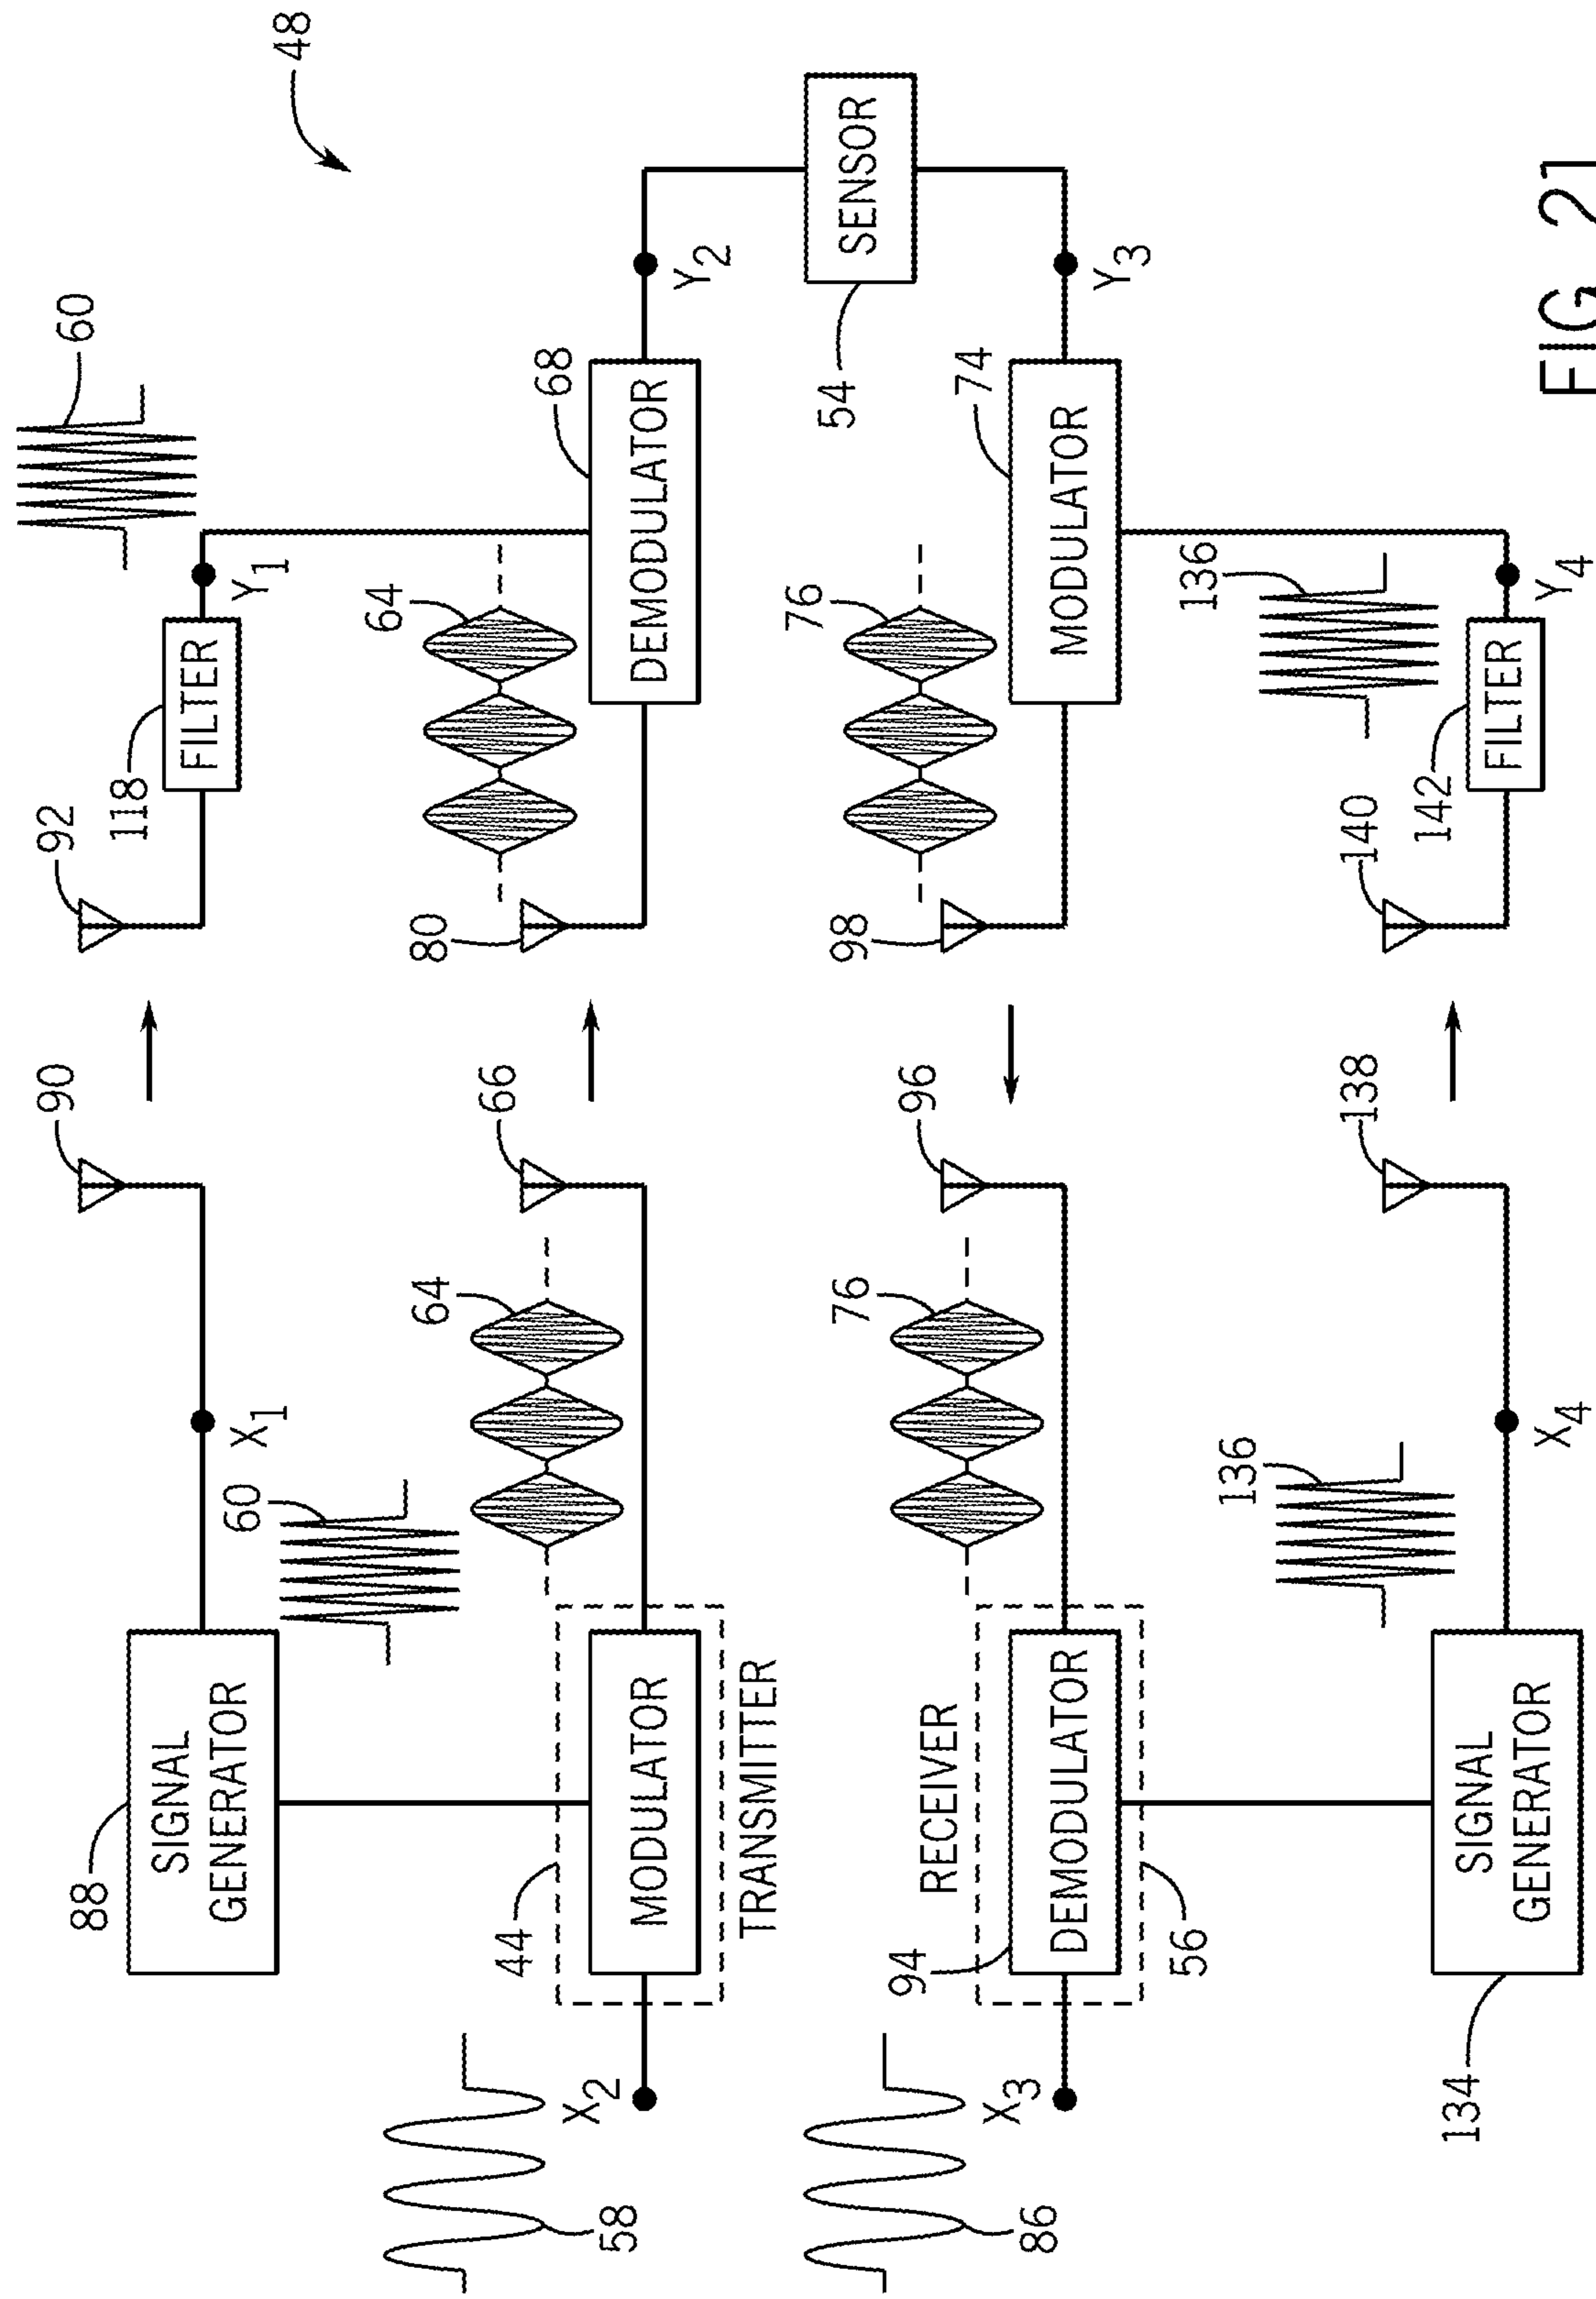 48
88
SIGNAL
GENERATOR
60
X1
90
92
118
FILTER
Y1
60
58
X2
44
MODULATOR
TRANSMITTER
64
66
80
64
DEMODULATOR
68
Y2
SENSOR
54
86
X3
94
RECEIVER
DEMODULATOR
56
76
96
98
76
MODULATOR
74
Y3
134
SIGNAL
GENERATOR
136
X4
138
140
142
FILTER
136
Y4
FIG. 21